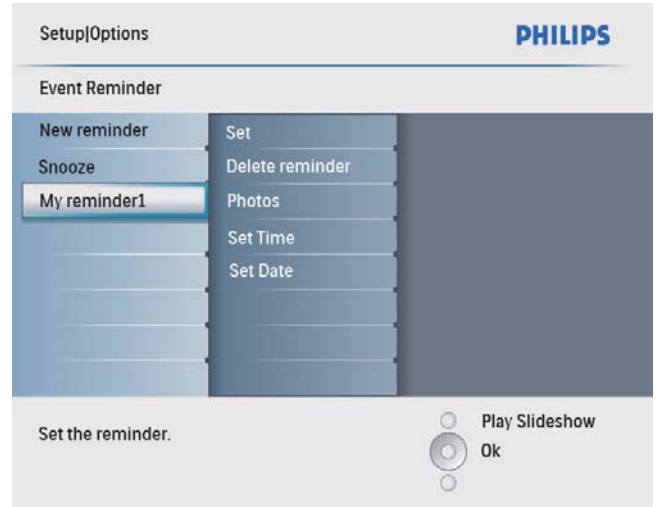 Setup|Options
PHILIPS
Event Reminder
New reminder
Snooze
My reminder1
Set
Delete reminder
Photos
Set Time
Set Date
Set the reminder.
Play Slideshow
Ok